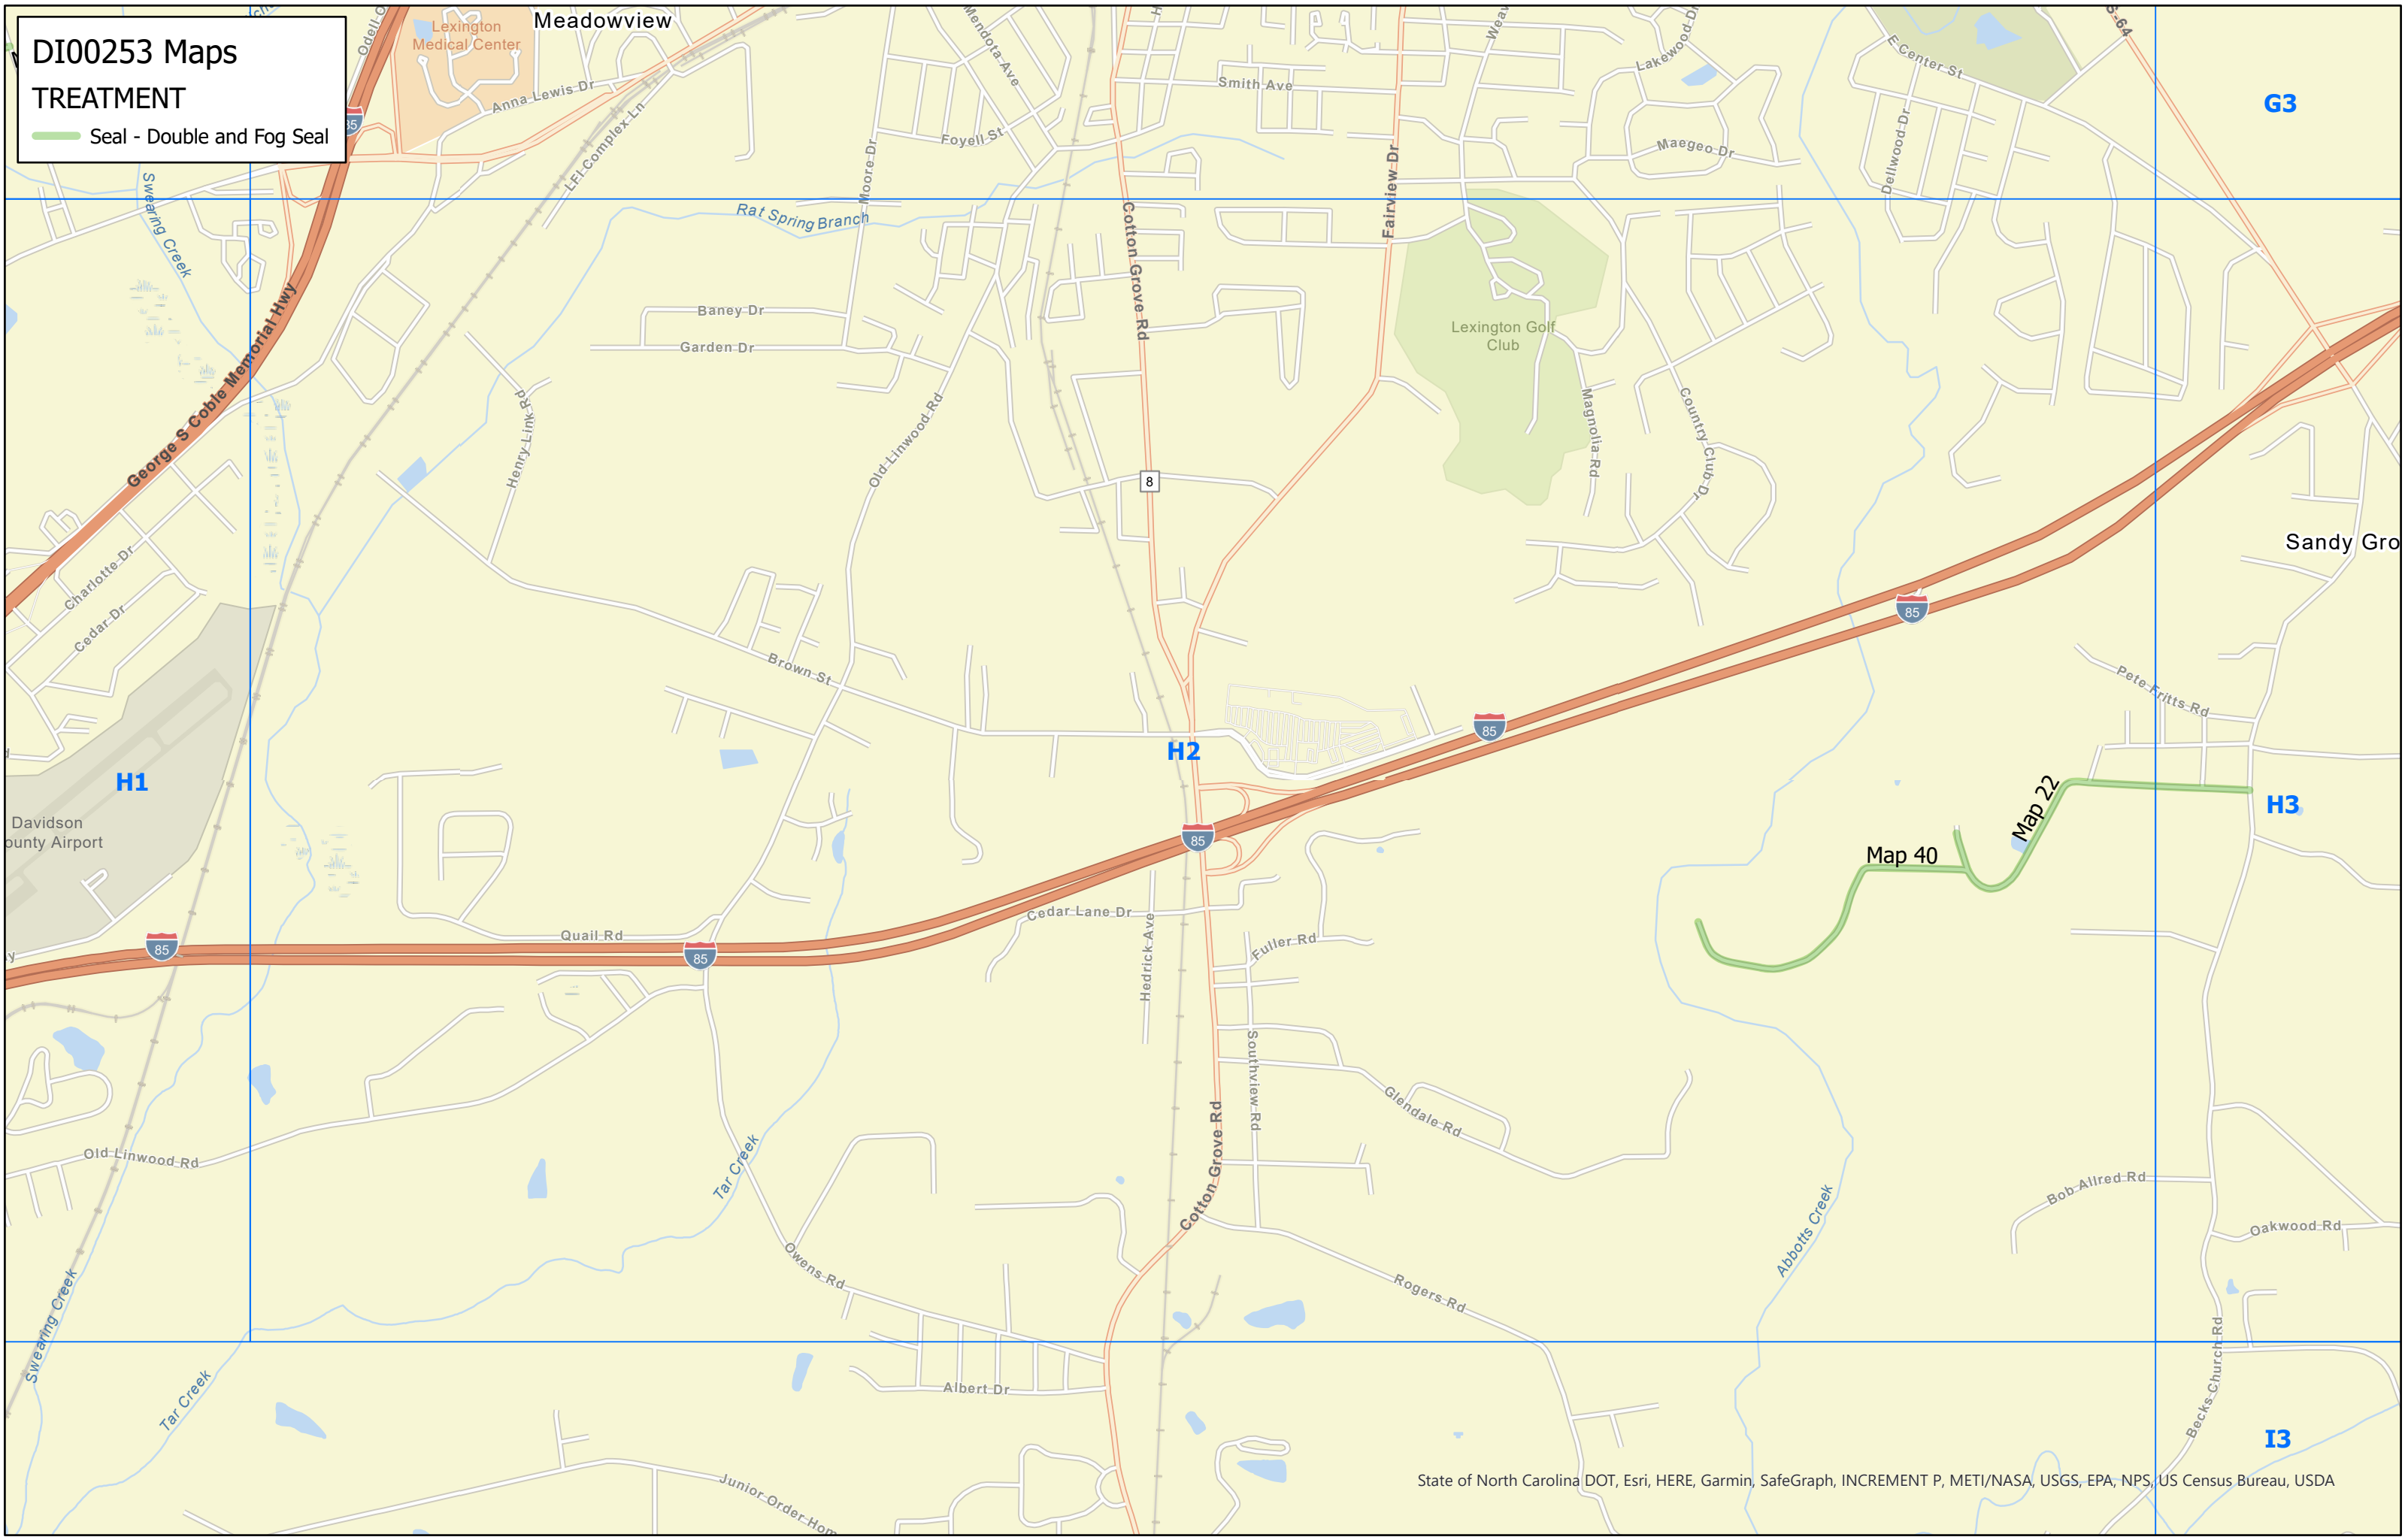 DI00253 Maps
TREATMENT
Seal - Double and Fog Seal
Meadowview
Lexington
Medical Center
Anna Lewis Dr
LFI Complex Ln
Mendota Ave
Foyell St
Moore Dr
Smith Ave
Lakewood Dr
Maegeo Dr
E Center St
Dellwood Dr
G3
85
Swearing Creek
Rat Spring Branch
Cotton Grove Rd
Fairview Dr
George S Coble Memorial Hwy
Baney Dr
Garden Dr
Lexington Golf
Club
Henry Link Rd
Old Linwood Rd
Magnolia Rd
Country Club Dr
8
Sandy Gro
Charlotte Dr
Cedar Dr
85
Brown St
Pete Fritts Rd
85
H1
H2
H3
Davidson
ounty Airport
Map 22
Map 40
85
Cedar Lane Dr
Quail Rd
Hedrick Ave
Fuller Rd
85
85
Southview Rd
Glendale Rd
Old Linwood Rd
Tar Creek
Cotton Grove Rd
Bob Allred Rd
Oakwood Rd
Abbotts Creek
Owens Rd
Rogers Rd
Swearing Creek
Tar Creek
Albert Dr
Becks Church Rd
I3
Junior Order Hom
State of North Carolina DOT, Esri, HERE, Garmin, SafeGraph, INCREMENT P, METI/NASA, USGS, EPA, NPS, US Census Bureau, USDA